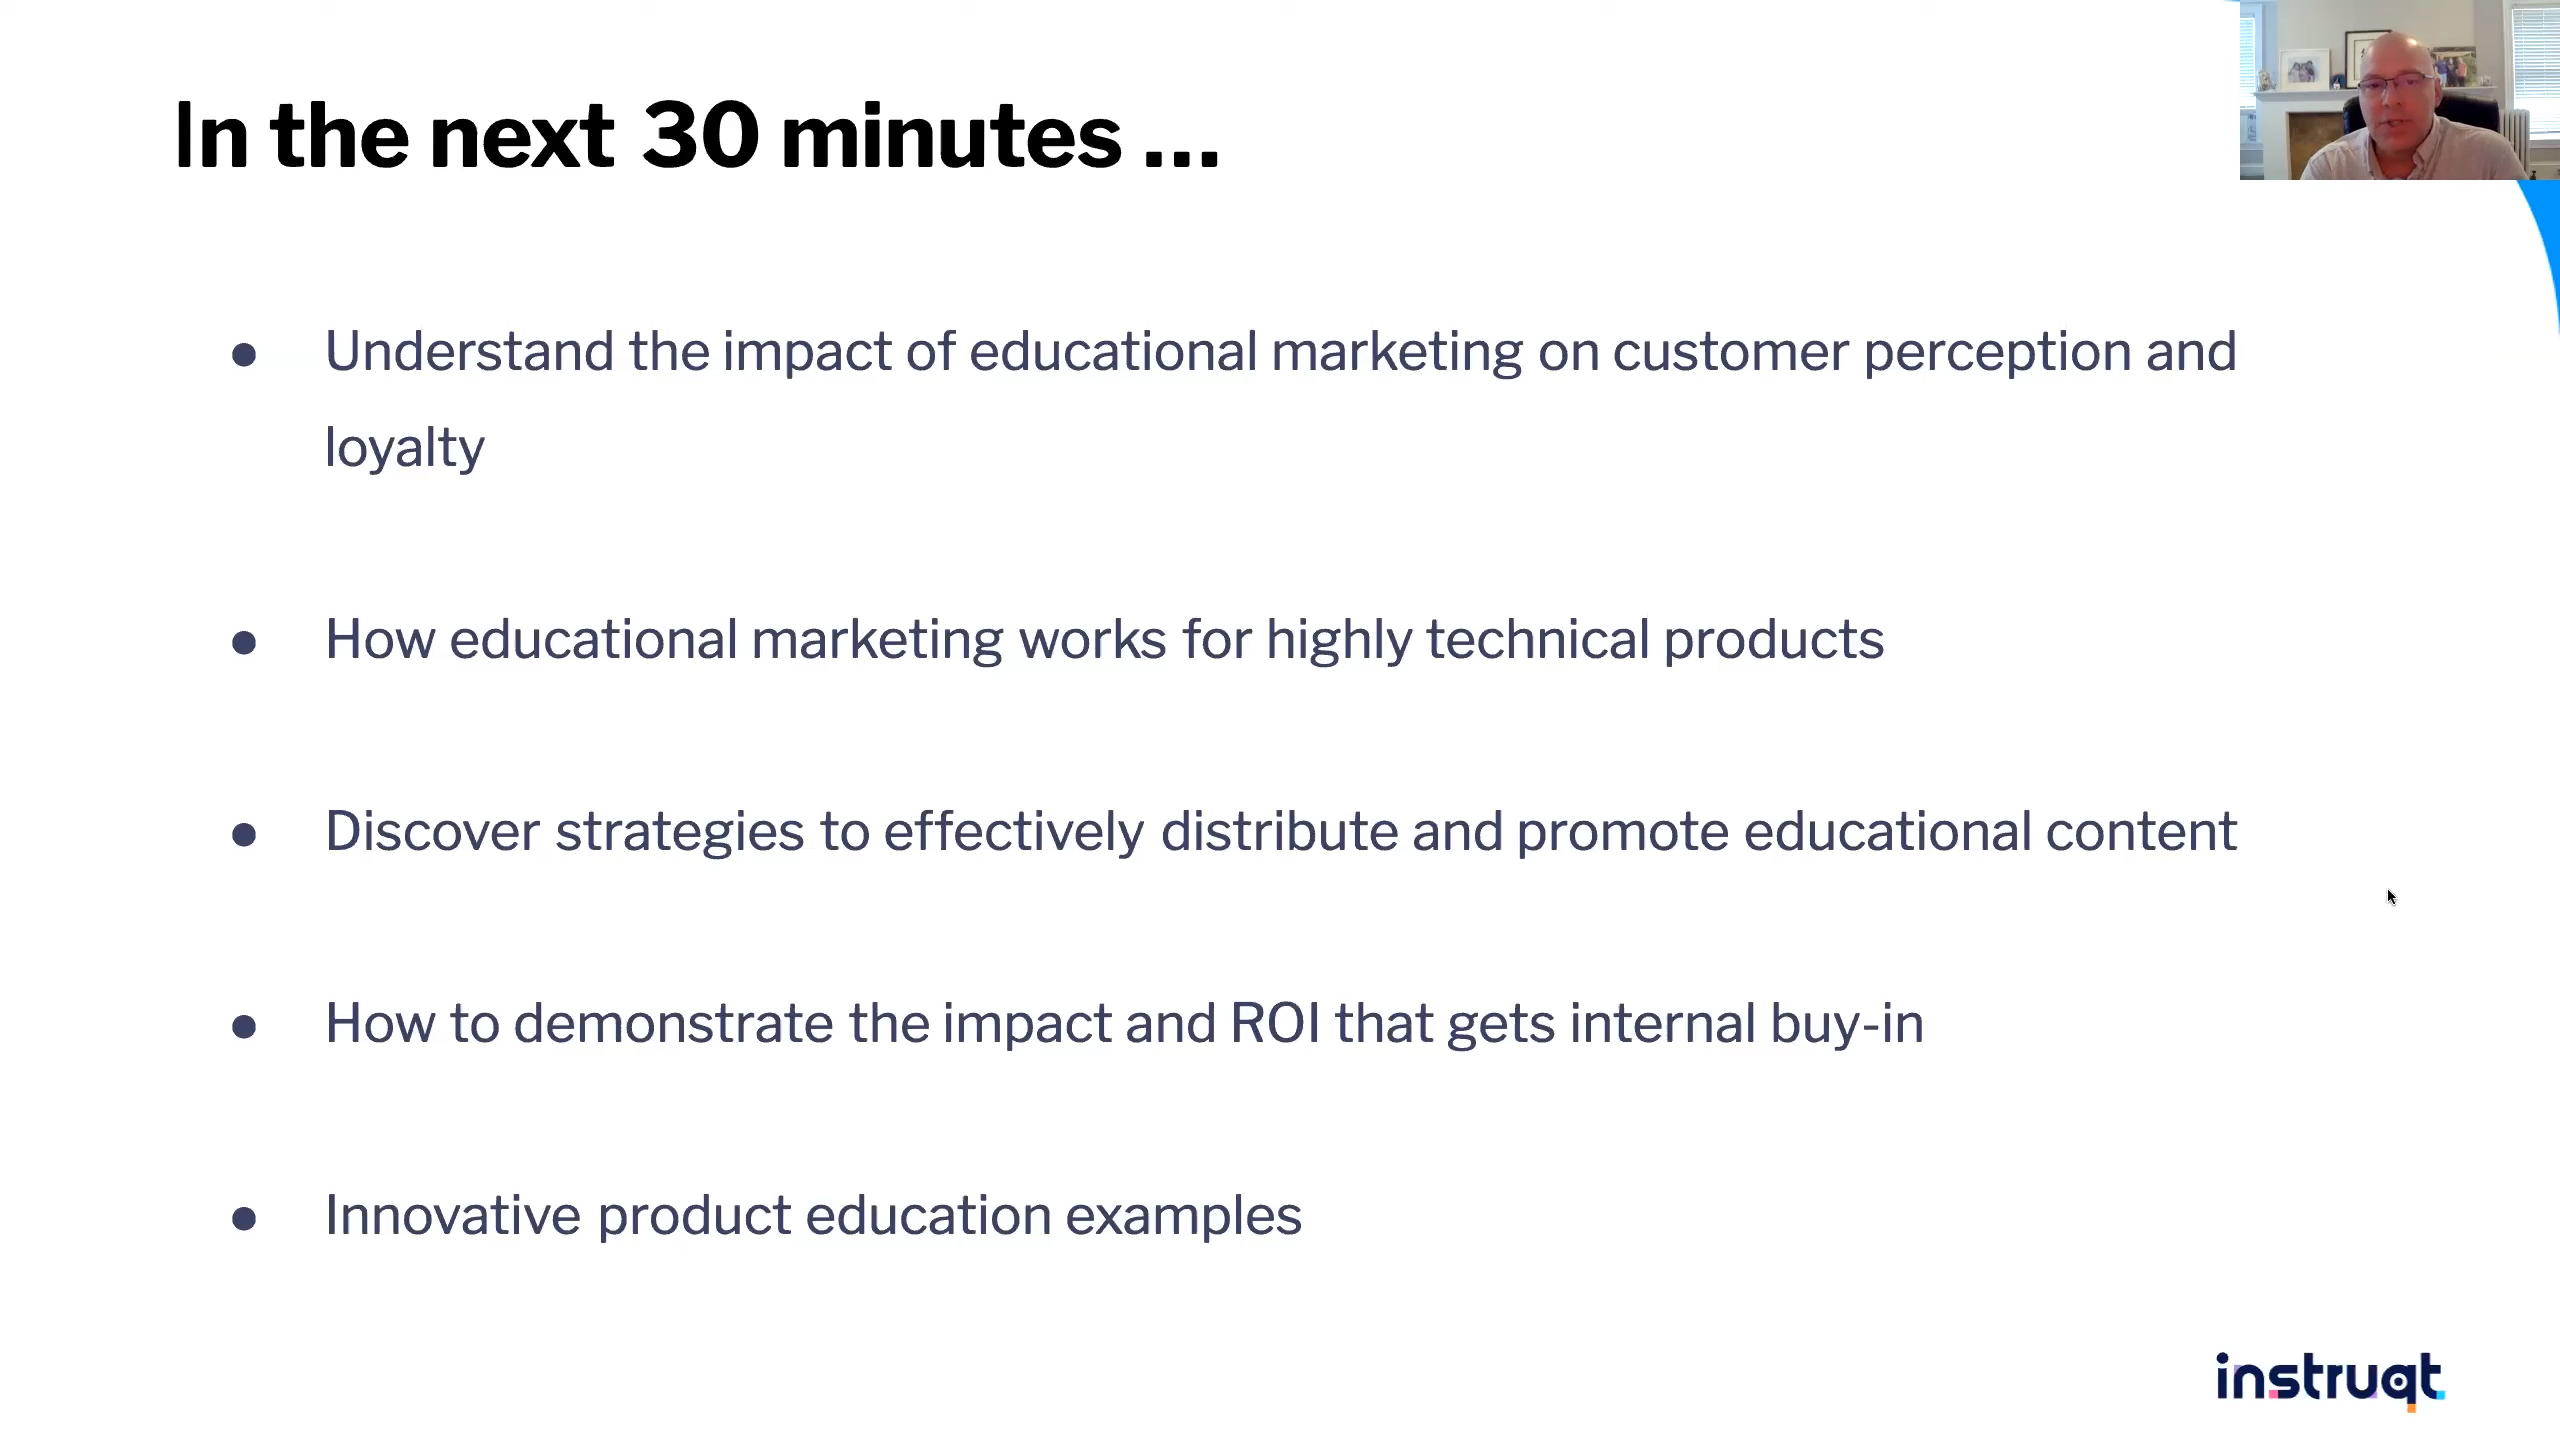 In the next 30 minutes ...
● Understand the impact of educational marketing on customer perception and
loyalty
● How educational marketing works for highly technical products
● Discover strategies to effectively distribute and promote educational content
● How to demonstrate the impact and ROI that gets internal buy-in
● Innovative product education examples
instruqt